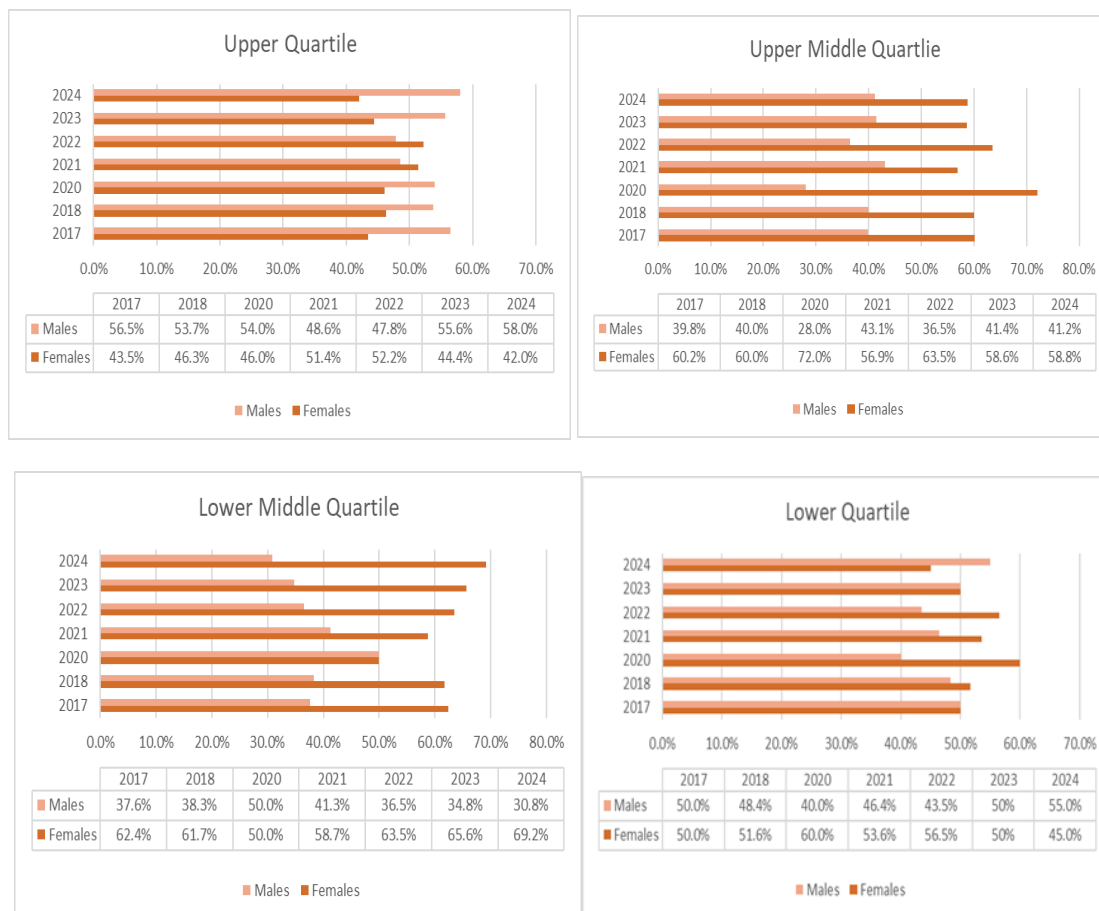 Upper Quartile
2024
2023
2022
2021
2020
2018
2017
0.0% 10.0% 20.0% 30.0% 40.0% 50.0% 60.0% 70.0%
2017 2018 2020 2021 2022 2023 2024
Males 56.5% 53.7% 54.0% 48.6% 47.8% 55.6% 58.0%
Females 43.5% 46.3% 46.0% 51.4% 52.2% 44.4% 42.0%
Males Females
Upper Middle Quartlie
2024
2023
2022
2021
2020
2018
2017
0.0% 10.0% 20.0% 30.0% 40.0% 50.0% 60.0% 70.0% 80.0%
2017 2018 2020 2021 2022 2023 2024
Males 39.8% 40.0% 28.0% 43.1% 36.5% 41.4% 41.2%
Females 60.2% 60.0% 72.0% 56.9% 63.5% 58.6% 58.8%
Males Females
Lower Middle Quartile
2024
2023
2022
2021
2020
2018
2017
0.0% 10.0% 20.0% 30.0% 40.0% 50.0% 60.0% 70.0% 80.0%
2017 2018 2020 2021 2022 2023 2024
Males 37.6% 38.3% 50.0% 41.3% 36.5% 34.8% 30.8%
Females 62.4% 61.7% 50.0% 58.7% 63.5% 65.6% 69.2%
Males Females
Lower Quartile
2024
2023
2022
2021
2020
2018
2017
0.0% 10.0% 20.0% 30.0% 40.0% 50.0% 60.0% 70.0%
2017 2018 2020 2021 2022 2023 2024
Males 50.0% 48.4% 40.0% 46.4% 43.5% 50% 55.0%
Females 50.0% 51.6% 60.0% 53.6% 56.5% 50% 45.0%
Males Females